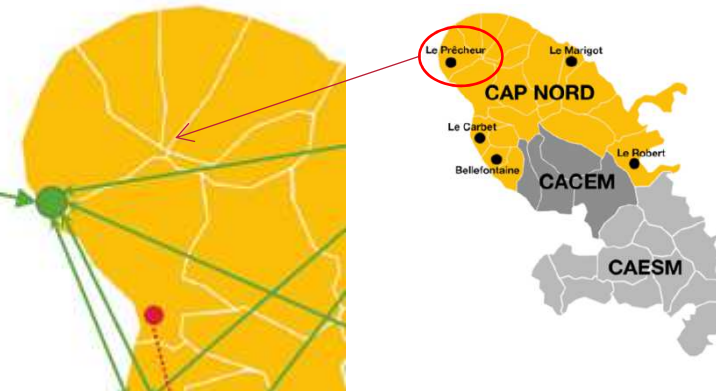 Le Prêcheur
Le Marigot
CAP NORD
Le Carbet
Bellefontaine
Le Robert
CACEM
CAESM